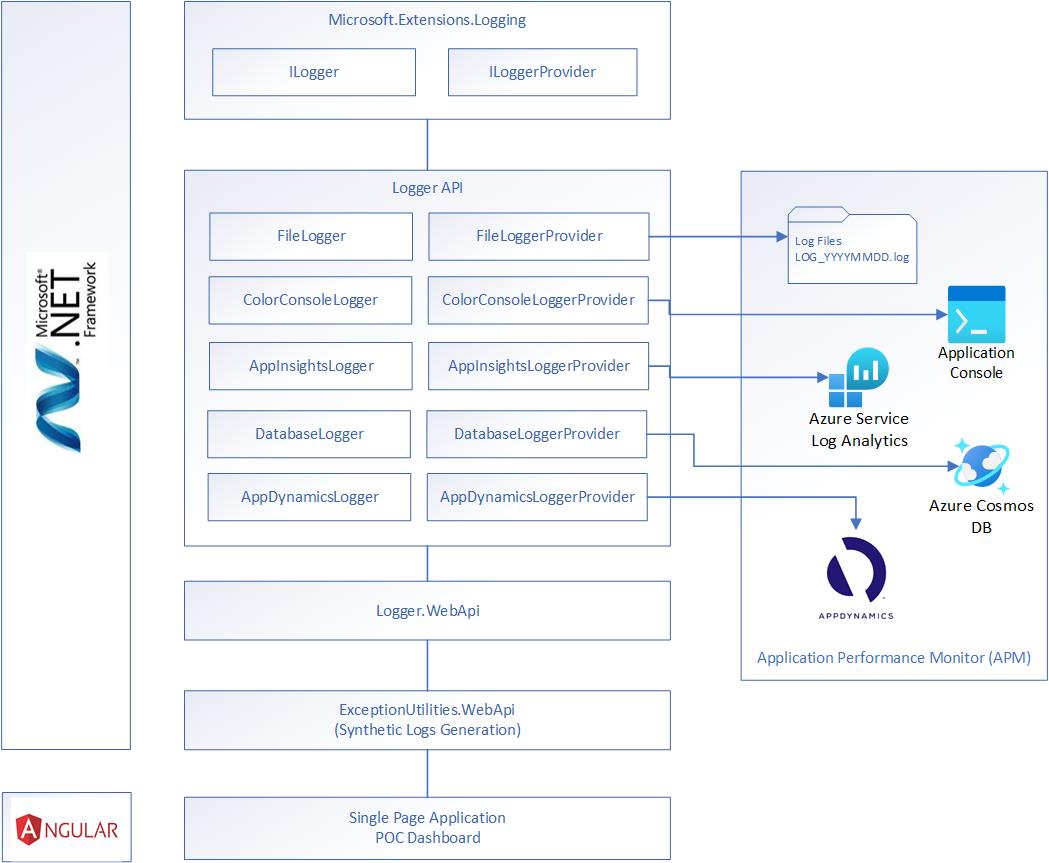 Microsoft.Extensions.Logging
ILogger
ILoggerProvider
Microsoft®
.NET
Framework
Logger API
FileLogger
FileLoggerProvider
ColorConsoleLogger
ColorConsoleLoggerProvider
AppInsightsLogger
AppInsightsLoggerProvider
DatabaseLogger
DatabaseLoggerProvider
AppDynamicsLogger
AppDynamicsLoggerProvider
Log Files
LOG_YYYYMMDD.log
Application
Console
Azure Service
Log Analytics
Azure Cosmos
DB
APPDYNAMICS
Application Performance Monitor (APM)
Logger.WebApi
ExceptionUtilities.WebApi
(Synthetic Logs Generation)
Single Page Application
POC Dashboard
ANGULAR